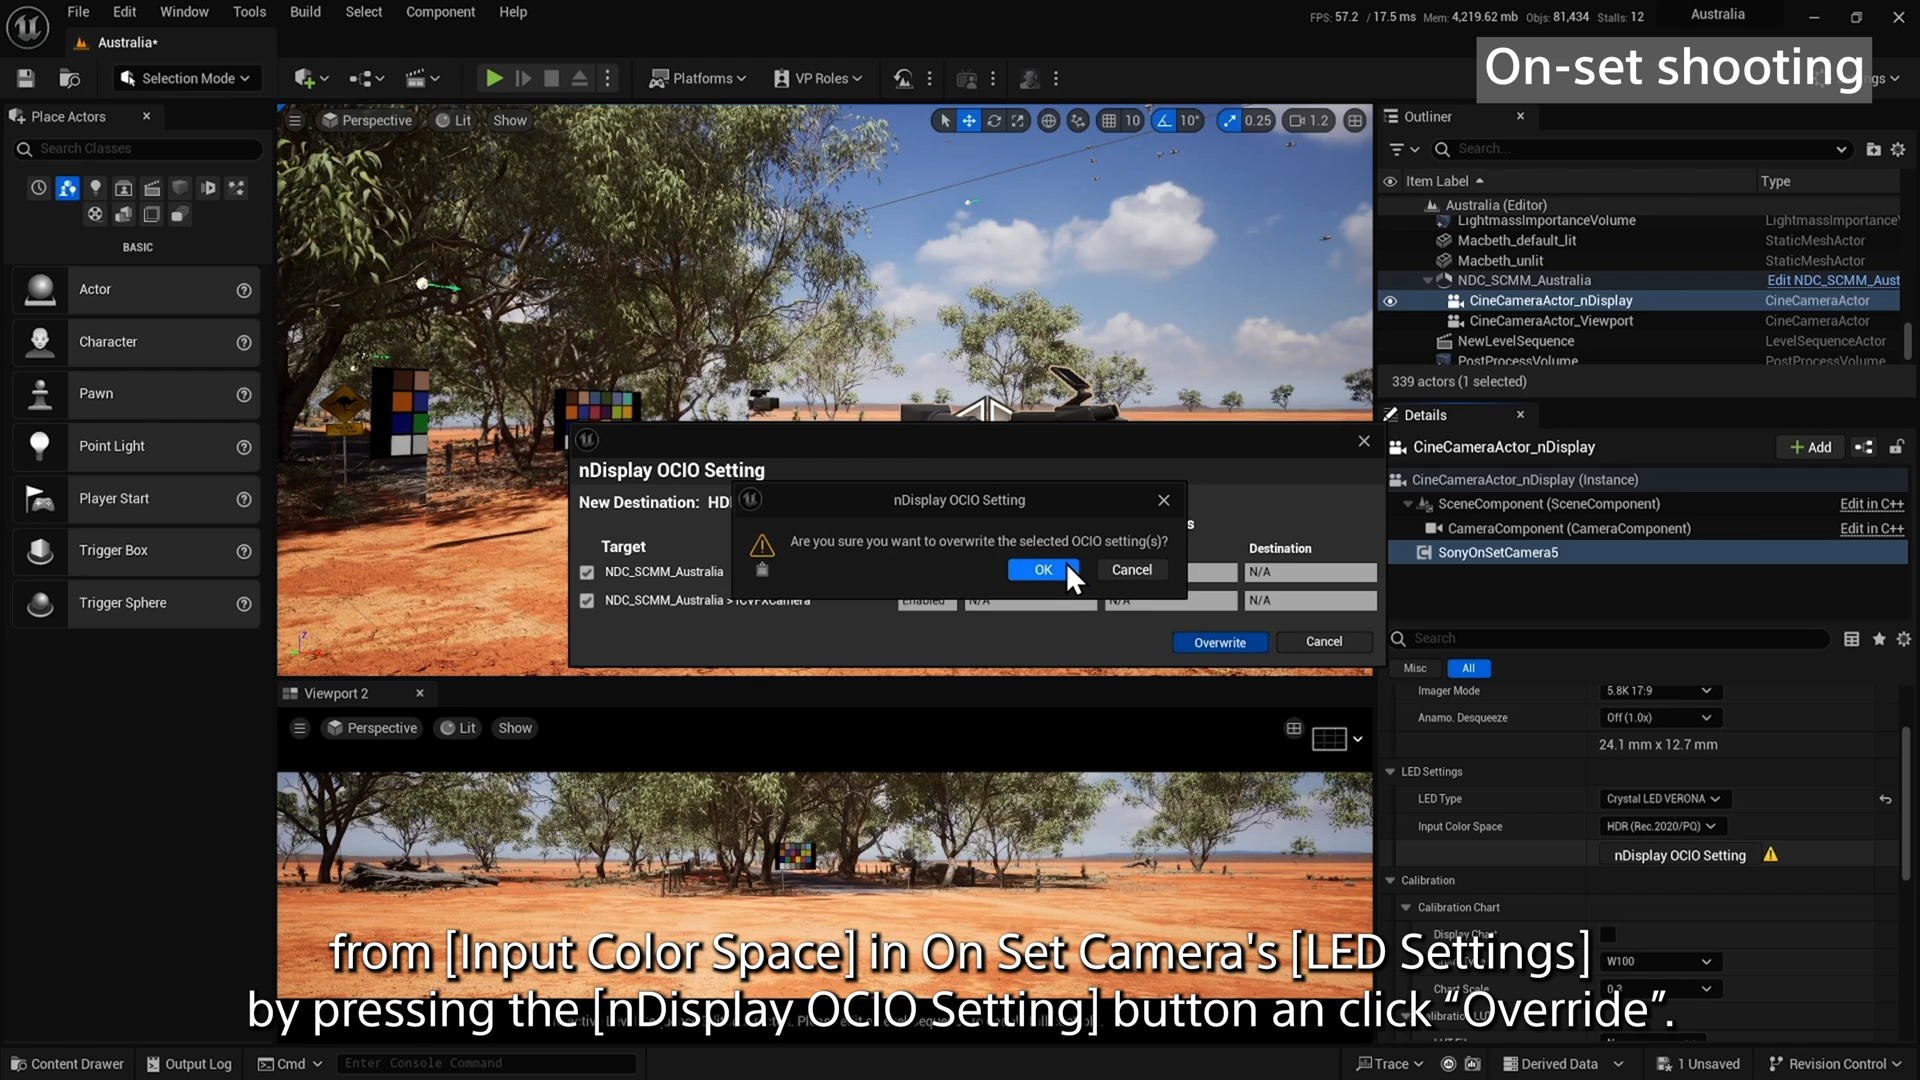 File Edit Window Tools Build Select Component Help
FPS: 57.2 / 17.5 ms Mem: 4,219.62 mb Objs: 81,434 Stalls: 12
Australia
Australia*
On-set shooting
Selection Mode
Platforms
VP Roles
Place Actors
Search Classes
BASIC
Actor
Character
Pawn
Point Light
Player Start
Trigger Box
Trigger Sphere
Perspective Lit Show
10 10° 0.25 1.2
nDisplay OCIO Setting
New Destination: HD
Target
NDC_SCMM_Australia
NDC_SCMM_Australia > ICVFXCamera
Enabled N/A N/A N/A
s
Destination
N/A
Overwrite Cancel
nDisplay OCIO Setting
Are you sure you want to overwrite the selected OCIO setting(s)?
OK Cancel
Viewport 2
Perspective Lit Show
Outliner
Search...
Item Label Type
Australia (Editor)
LightmassImportanceVolume LightmassImportanceV
Macbeth_default_lit StaticMeshActor
Macbeth_unlit StaticMeshActor
NDC_SCMM_Australia Edit NDC_SCMM_Aust
CineCameraActor_nDisplay CineCameraActor
CineCameraActor_Viewport CineCameraActor
NewLevelSequence LevelSequenceActor
PostProcessVolume PostProcessVolume
339 actors (1 selected)
Details
CineCameraActor_nDisplay Add
CineCameraActor_nDisplay (Instance)
SceneComponent (SceneComponent) Edit in C++
CameraComponent (CameraComponent) Edit in C++
SonyOnSetCamera5
Search
Misc All
Imager Mode 5.8K 17:9
Anamo. Desqueeze Off (1.0x)
24.1 mm x 12.7 mm
LED Settings
LED Type Crystal LED VERONA
Input Color Space HDR (Rec.2020/PQ)
nDisplay OCIO Setting
Calibration
Calibration Chart
W100
Chart Scale 0.3
from [Input Color Space] in On Set Camera's [LED Settings]
by pressing the [nDisplay OCIO Setting] button an click “Override”.
Content Drawer Output Log Cmd Enter Console Command
Trace Derived Data 1 Unsaved Revision Control